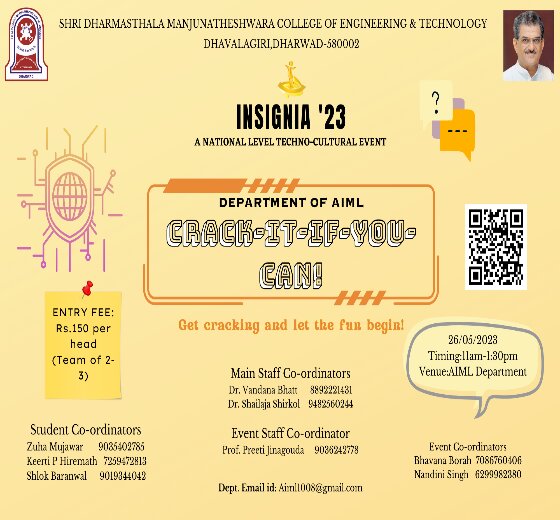 SHRI DHARMASTHALA MANJUNATHESHWARA COLLEGE OF ENGINEERING & TECHNOLOGY
DHAVALAGIRI,DHARWAD-580002
INSIGNIA '23
A NATIONAL LEVEL TECHNO-CULTURAL EVENT
?
---
DEPARTMENT OF AIML
CRACK-IT-IF-YOU-
CAN!
Get cracking and let the fun begin!
ENTRY FEE:
Rs.150 per
head
(Team of 2-
3)
26/05/2023
Timing:11am-1:30pm
Venue:AIML Department
Main Staff Co-ordinators
Dr. Vandana Bhatt 8892221431
Dr. Shailaja Shirkol 9482560244
Student Co-ordinators
Zuha Mujawar 9035402785
Keerti P Hiremath 7259472813
Shlok Baranwal 9019344042
Event Staff Co-ordinator
Prof. Preeti Jinagouda 9036242778
Event Co-ordinators
Bhavana Borah 7086760406
Nandini Singh 6299982380
Dept. Email id: Aiml1008@gmail.com